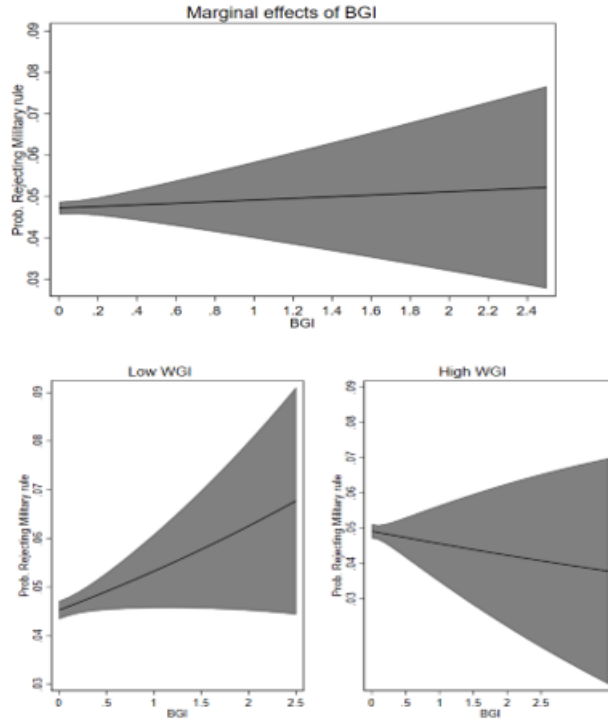 Marginal effects of BGI
Prob. Rejecting Military rule
.09
.08
.07
.06
.05
.04
.03
0 .2 .4 .6 .8 1 1.2 1.4 1.6 1.8 2 2.2 2.4
BGI
Low WGI
Prob. Rejecting Military rule
.09
.08
.07
.06
.05
.04
.03
0 .5 1 1.5 2 2.5
BGI
High WGI
Prob. Rejecting Military rule
.09
.08
.07
.06
.05
.04
.03
0 .5 1 1.5 2 2.5
BGI